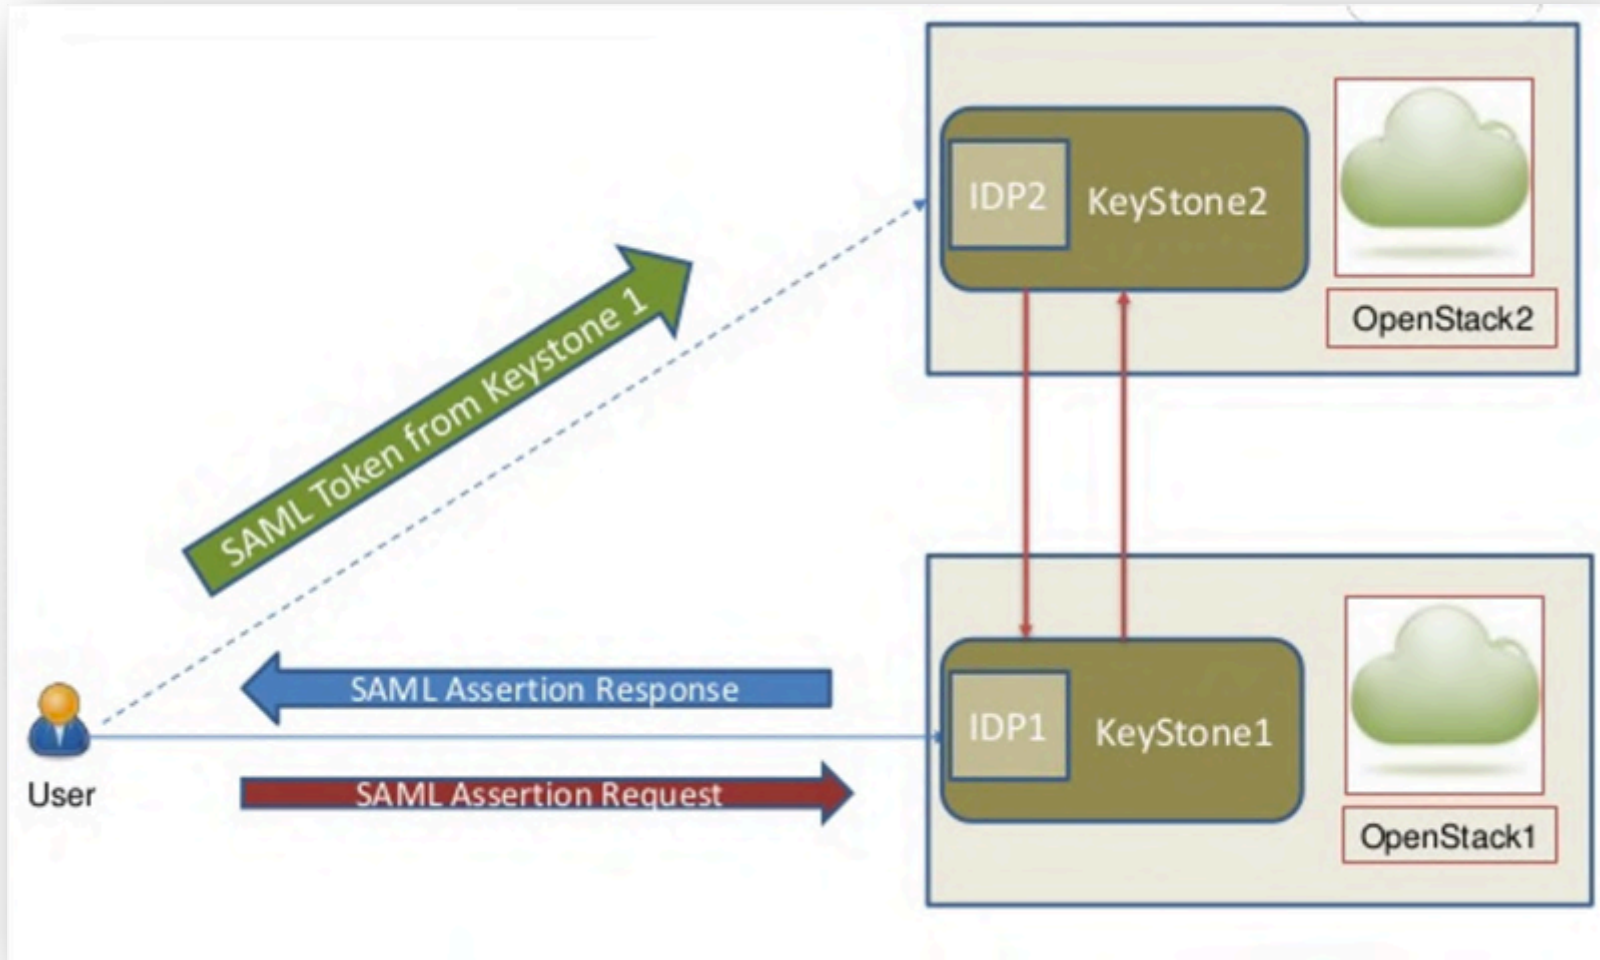 IDP2
KeyStone2
OpenStack2
SAML Token from Keystone 1
SAML Assertion Response
IDP1
KeyStone1
User
SAML Assertion Request
OpenStack1